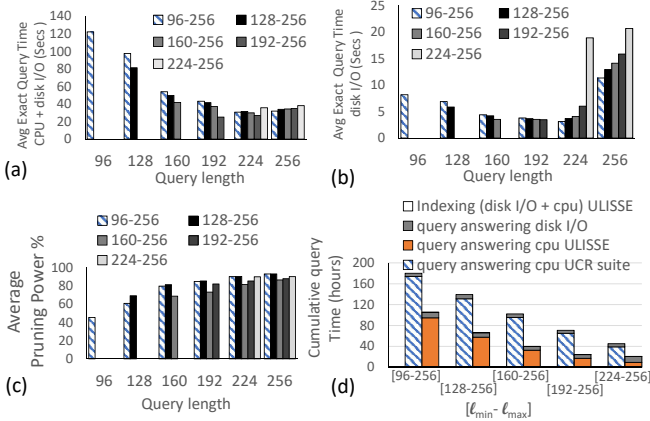 Avg Exact Query Time
CPU + disk I/O (Secs)
140
120
100
80
60
40
20
0
96-256 128-256
160-256 192-256
224-256
96 128 160 192 224 256
Query length
(a)
Avg Exact Query Time
disk I/O (Secs )
25
20
15
10
5
0
96-256 128-256
160-256 192-256
224-256
96 128 160 192 224 256
Query length
(b)
Average
Pruning Power %
100
80
60
40
20
0
96-256 128-256
160-256 192-256
224-256
96 128 160 192 224 256
Query length
(c)
Cumulative query
Time (hours)
200
160
120
80
40
0
Indexing (disk I/O + cpu) ULISSE
query answering disk I/O
query answering cpu ULISSE
query answering cpu UCR suite
[96-256] [160-256] [224-256]
[128-256] [192-256]
[ℓmin- ℓmax]
(d)